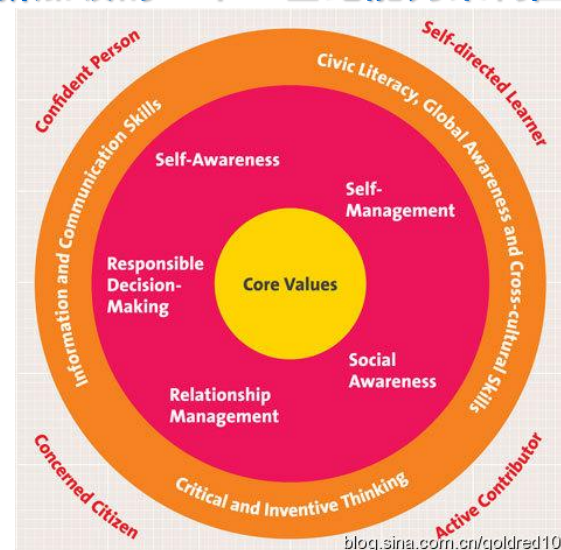 Confident Person
Self-directed Learner
Information and Communication Skills
Civic Literacy, Global Awareness and Cross-cultural Skills
Self-Awareness
Self-
Management
Responsible
Decision-
Making
Core Values
Social
Awareness
Relationship
Management
Critical and Inventive Thinking
Concerned Citizen
Active Contributor
blog.sina.com.cn/goldred10